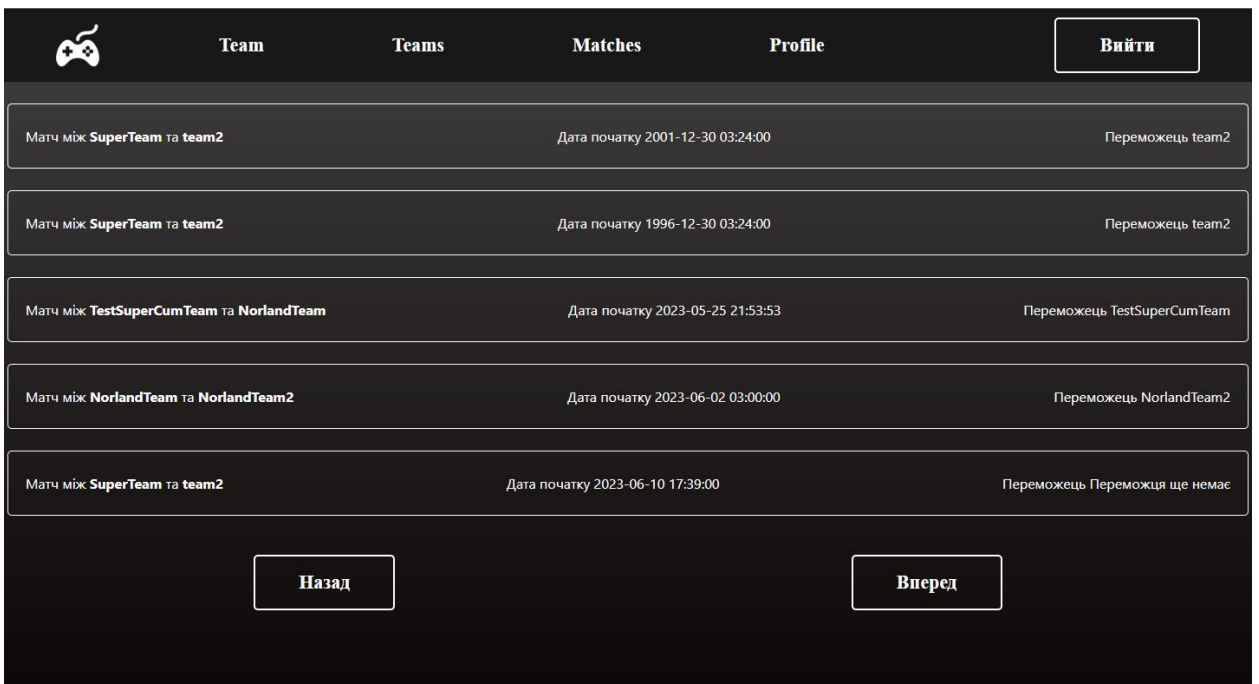 Team Teams Matches Profile Вийти
Матч між SuperTeam та team2 Дата початку 2001-12-30 03:24:00 Переможець team2
Матч між SuperTeam та team2 Дата початку 1996-12-30 03:24:00 Переможець team2
Матч між TestSuperCumTeam та NorlandTeam Дата початку 2023-05-25 21:53:53 Переможець TestSuperCumTeam
Матч між NorlandTeam та NorlandTeam2 Дата початку 2023-06-02 03:00:00 Переможець NorlandTeam2
Матч між SuperTeam та team2 Дата початку 2023-06-10 17:39:00 Переможець Переможця ще немає
Назад Вперед